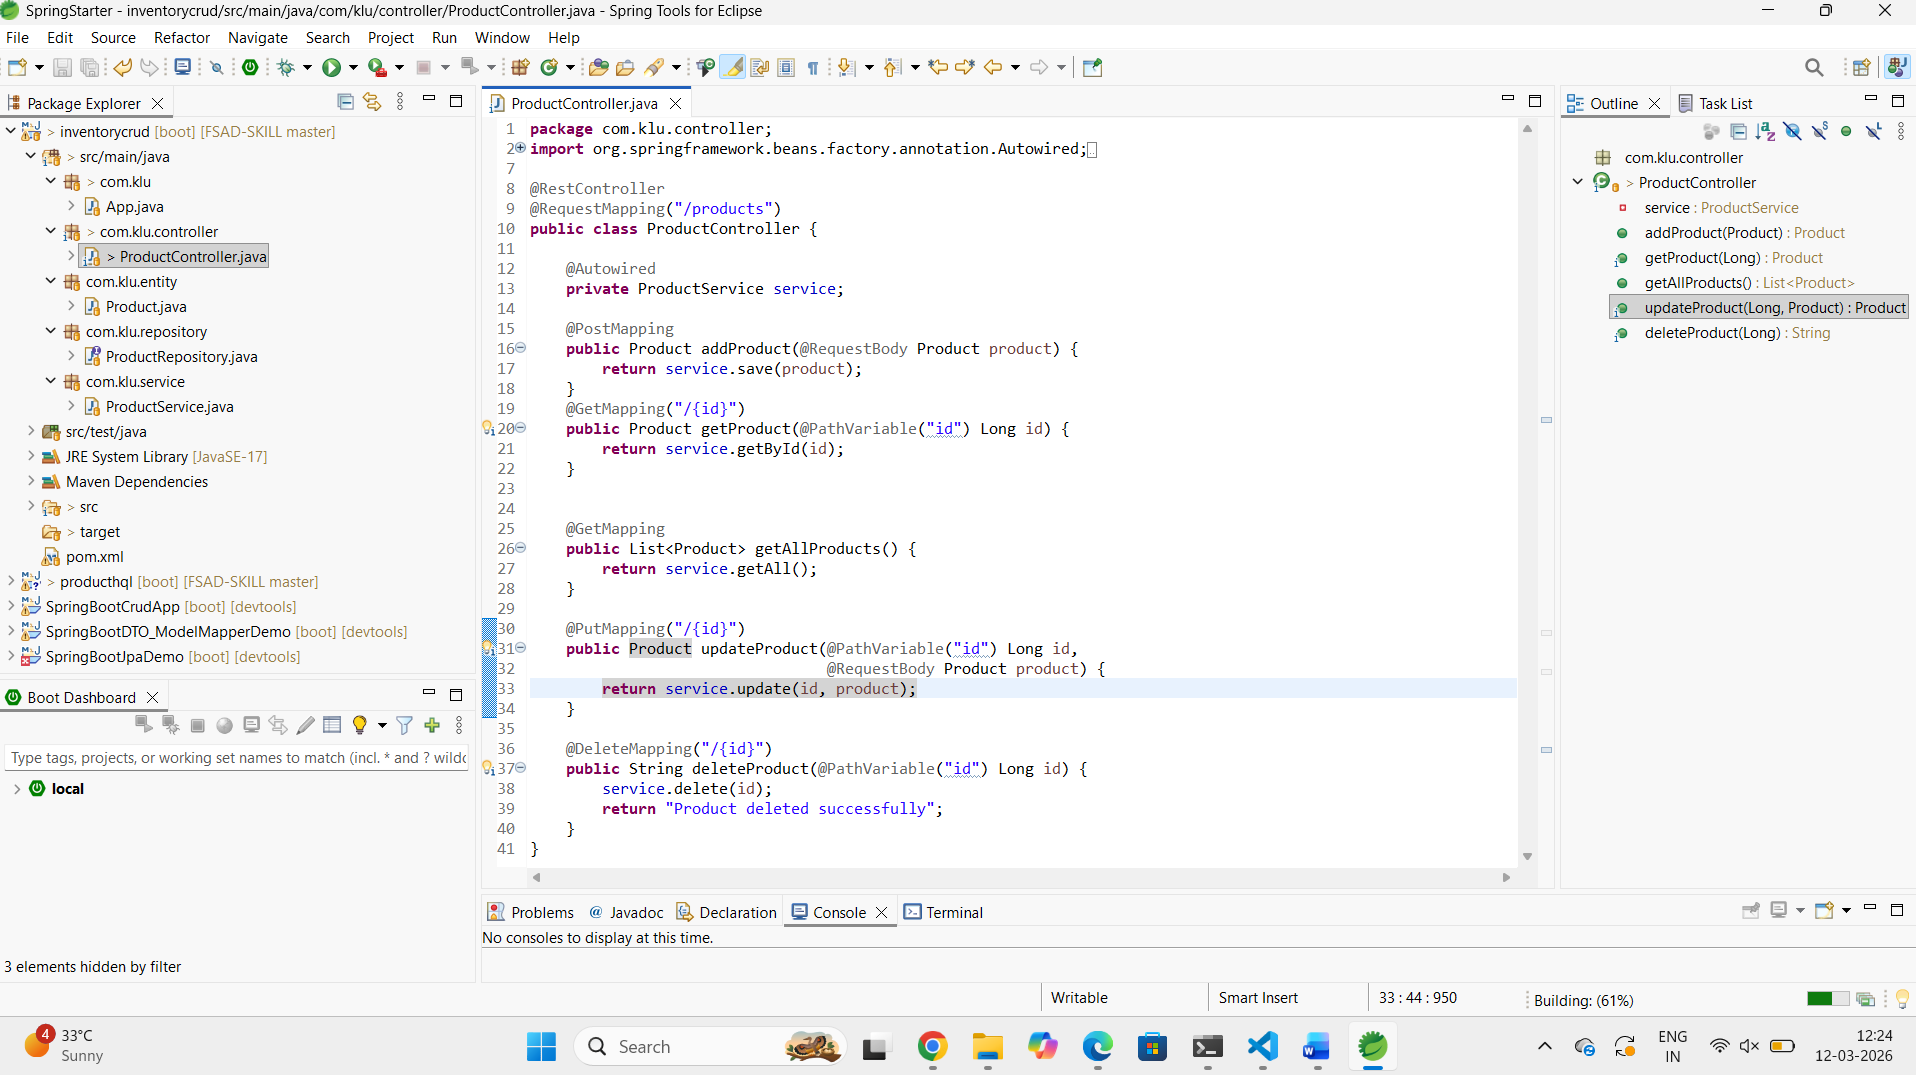 SpringStarter - inventorycrud/src/main/java/com/klu/controller/ProductController.java - Spring Tools for Eclipse
File Edit Source Refactor Navigate Search Project Run Window Help
Package Explorer
> inventorycrud [boot] [FSAD-SKILL master]
> src/main/java
> com.klu
App.java
> com.klu.controller
> ProductController.java
com.klu.entity
Product.java
com.klu.repository
ProductRepository.java
com.klu.service
ProductService.java
src/test/java
JRE System Library [JavaSE-17]
Maven Dependencies
> src
> target
pom.xml
> producthql [boot] [FSAD-SKILL master]
SpringBootCrudApp [boot] [devtools]
SpringBootDTO_ModelMapperDemo [boot] [devtools]
SpringBootJpaDemo [boot] [devtools]
Boot Dashboard
Type tags, projects, or working set names to match (incl. * and ? wildc
local
3 elements hidden by filter
ProductController.java
1 package com.klu.controller;
2 import org.springframework.beans.factory.annotation.Autowired;
7
8 @RestController
9 @RequestMapping("/products")
10 public class ProductController {
11
12 @Autowired
13 private ProductService service;
14
15 @PostMapping
16 public Product addProduct(@RequestBody Product product) {
17 return service.save(product);
18 }
19 @GetMapping("/{id}")
20 public Product getProduct(@PathVariable("id") Long id) {
21 return service.getById(id);
22 }
23
24
25 @GetMapping
26 public List<Product> getAllProducts() {
27 return service.getAll();
28 }
29
30 @PutMapping("/{id}")
31 public Product updateProduct(@PathVariable("id") Long id,
32 @RequestBody Product product) {
33 return service.update(id, product);
34 }
35
36 @DeleteMapping("/{id}")
37 public String deleteProduct(@PathVariable("id") Long id) {
38 service.delete(id);
39 return "Product deleted successfully";
40 }
41 }
Outline Task List
com.klu.controller
> ProductController
service : ProductService
addProduct(Product) : Product
getProduct(Long) : Product
getAllProducts() : List<Product>
updateProduct(Long, Product) : Product
deleteProduct(Long) : String
Problems @ Javadoc Declaration Console Terminal
No consoles to display at this time.
Writable Smart Insert 33 : 44 : 950 Building: (61%)
4 33°C
Sunny
Search
ENG
IN
12:24
12-03-2026